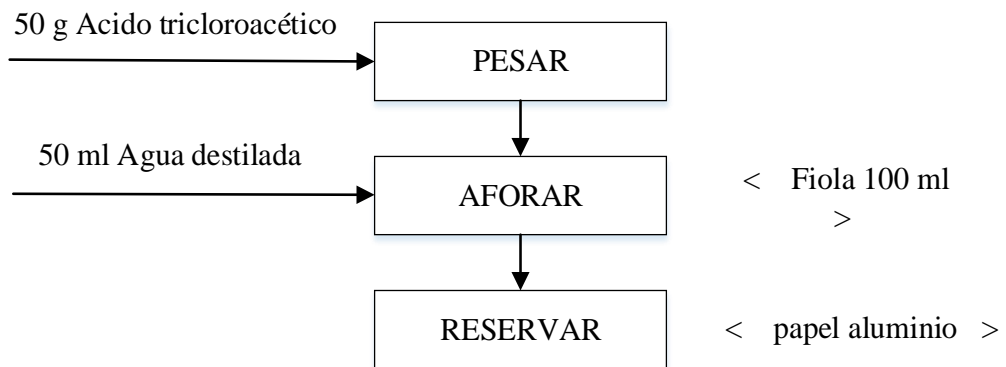 50 g Acido tricloroacético
PESAR
50 ml Agua destilada
AFORAR
< Fiola 100 ml
>
RESERVAR
< papel aluminio >